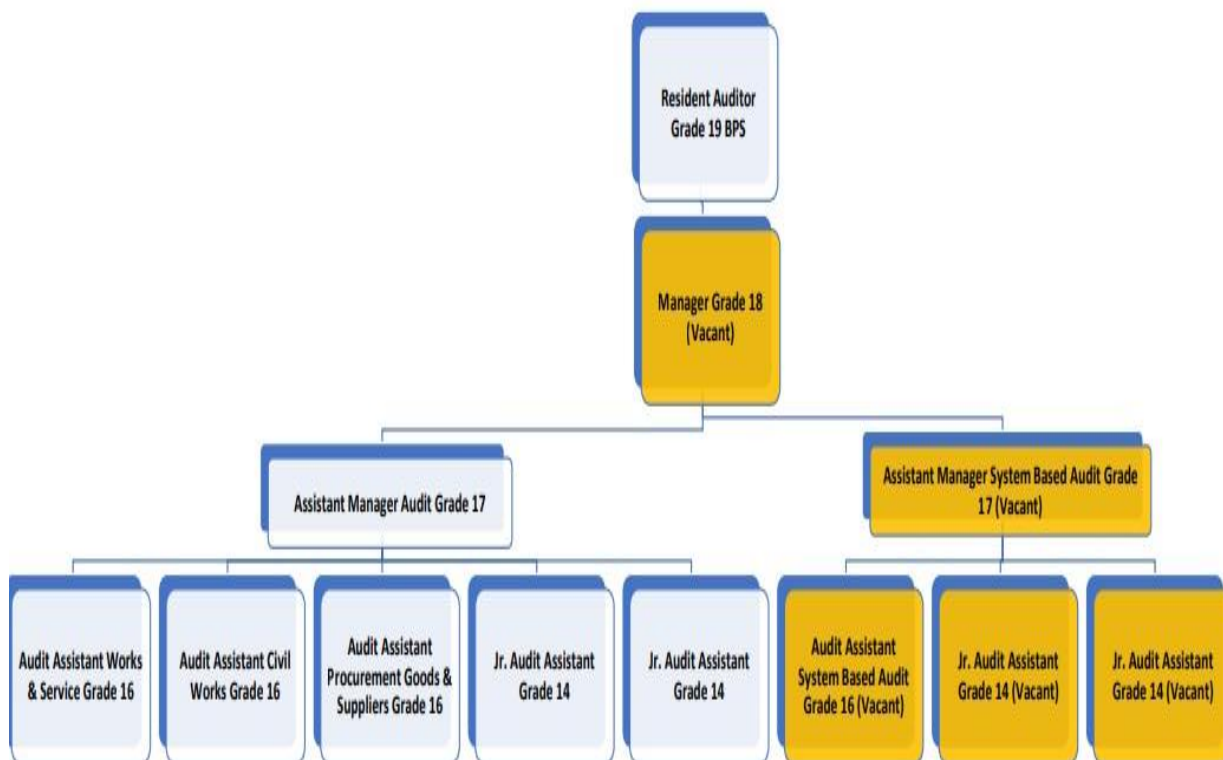 Resident Auditor
Grade 19 BPS
Manager Grade 18
(Vacant)
Assistant Manager Audit Grade 17
Assistant Manager System Based Audit Grade
17 (Vacant)
Audit Assistant Works
& Service Grade 16
Audit Assistant Civil
Works Grade 16
Audit Assistant
Procurement Goods &
Suppliers Grade 16
Jr. Audit Assistant
Grade 14
Jr. Audit Assistant
Grade 14
Audit Assistant
System Based Audit
Grade 16 (Vacant)
Jr. Audit Assistant
Grade 14 (Vacant)
Jr. Audit Assistant
Grade 14 (Vacant)